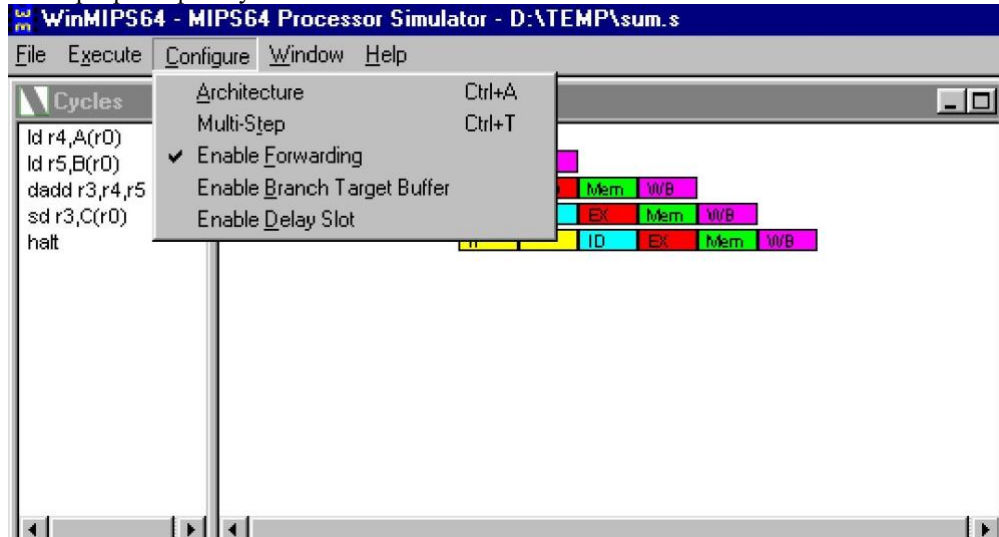 WinMIPS64 - MIPS64 Processor Simulator - D:\TEMP\sum.s
File Execute Configure Window Help
Cycles
Architecture Ctrl+A
Multi-Step Ctrl+T
✔ Enable Forwarding
Enable Branch Target Buffer
Enable Delay Slot
ld r4,A(r0)
ld r5,B(r0)
dadd r3,r4,r5
sd r3,C(r0)
halt
Mem WB
EX Mem WB
ID EX Mem WB